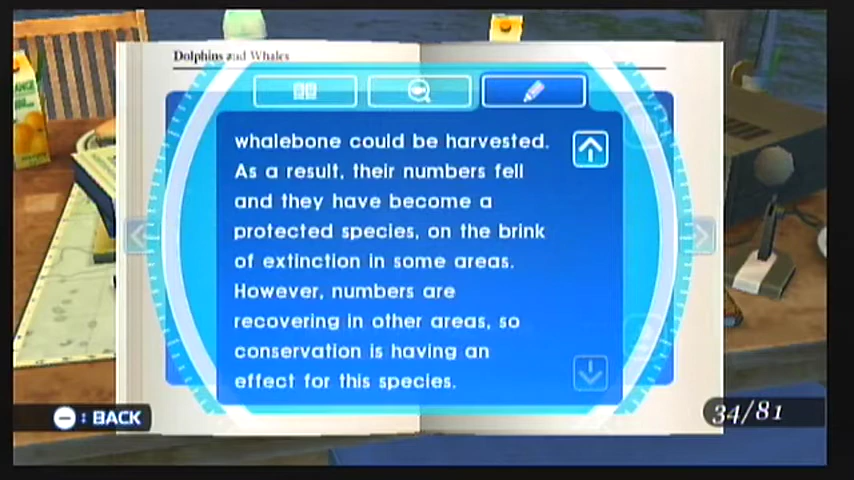 Dolphins and Whales
whalebone could be harvested.
As a result, their numbers fell
and they have become a
protected species, on the brink
of extinction in some areas.
However, numbers are
recovering in other areas, so
conservation is having an
effect for this species.
: BACK
34/81